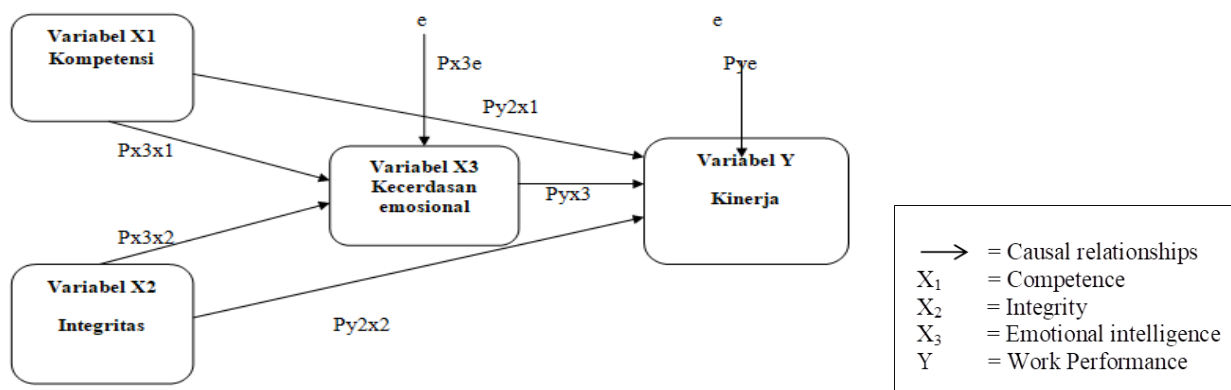 Variabel X1
Kompetensi
e
e
Px3e
Pye
Py2x1
Px3x1
Variabel X3
Kecerdasan
emosional
Pyx3
Variabel Y
Kinerja
Px3x2
Variabel X2
Integritas
Py2x2
= Causal relationships
X₁ = Competence
X₂ = Integrity
X₃ = Emotional intelligence
Y = Work Performance